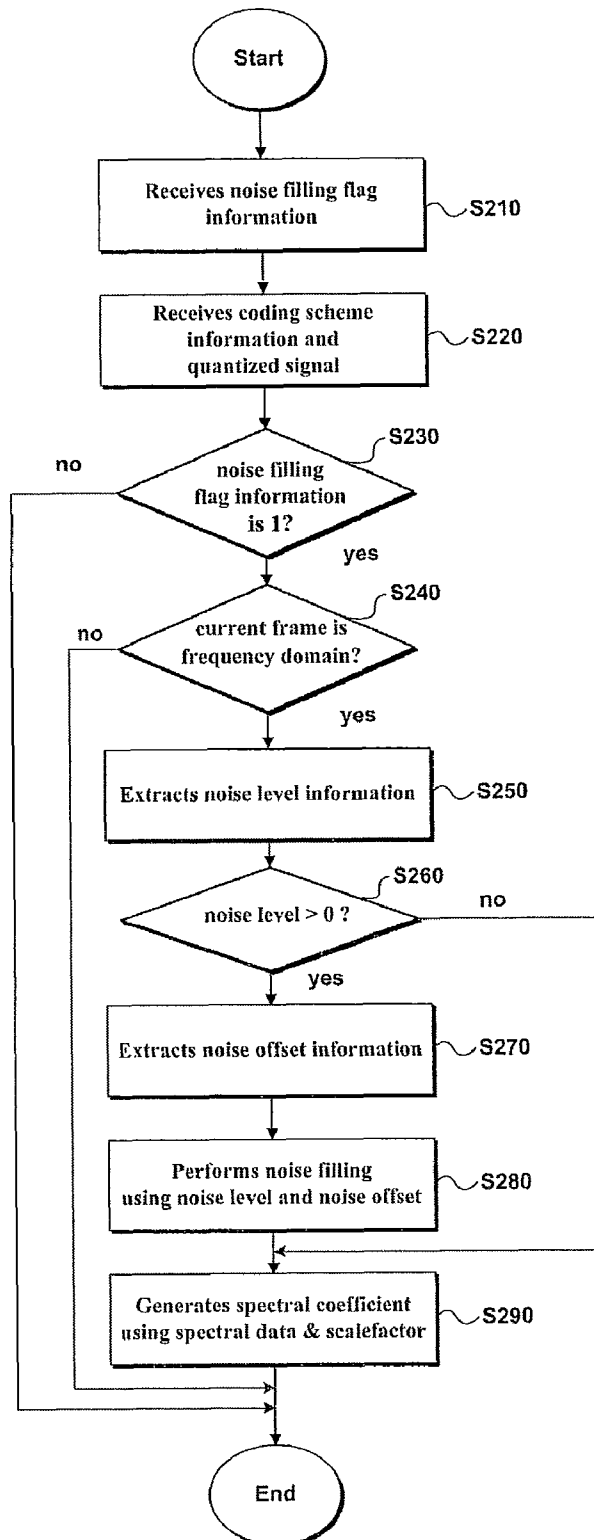 Start
Receives noise filling flag
information
S210
Receives coding scheme
information and
quantized signal
S220
S230
no
noise filling
flag information
is 1?
yes
S240
no
current frame is
frequency domain?
yes
Extracts noise level information
S250
S260
noise level > 0 ?
no
yes
Extracts noise offset information
S270
Performs noise filling
using noise level and noise offset
S280
Generates spectral coefficient
using spectral data & scalefactor
S290
End